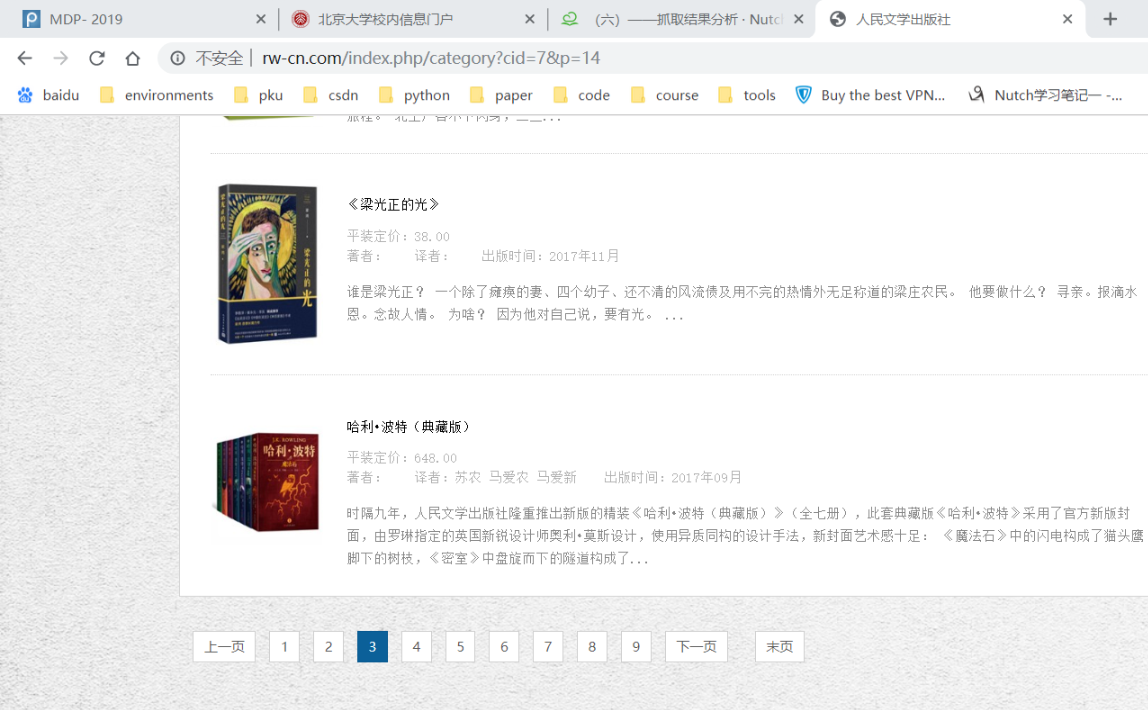 MDP- 2019
北京大学校内信息门户
（六）——抓取结果分析 · Nutc
人民文学出版社
不安全 | rw-cn.com/index.php/category?cid=7&p=14
baidu environments pku csdn python paper code course tools Buy the best VPN... Nutch学习笔记一 -...
《梁光正的光》
平装定价：38.00
著者： 译者： 出版时间：2017年11月
谁是梁光正？ 一个除了瘫痪的妻、四个幼子、还不清的风流债及用不完的热情外无足称道的梁庄农民。 他要做什么？ 寻亲。报滴水
恩。念故人情。 为啥？ 因为他对自己说，要有光。 ...
梁光正的光
梁光正的光
哈利•波特（典藏版）
平装定价：648.00
著者： 译者：苏农 马爱农 马爱新 出版时间：2017年09月
时隔九年，人民文学出版社隆重推出新版的精装《哈利•波特（典藏版）》（全七册），此套典藏版《哈利•波特》采用了官方新版封
面，由罗琳指定的英国新锐设计师奥利•莫斯设计，使用异质同构的设计手法，新封面艺术感十足： 《魔法石》中的闪电构成了猫头鹰
脚下的树枝，《密室》中盘旋而下的隧道构成了...
J.K.ROWLING
哈利·波特
上一页 1 2 3 4 5 6 7 8 9 下一页 末页